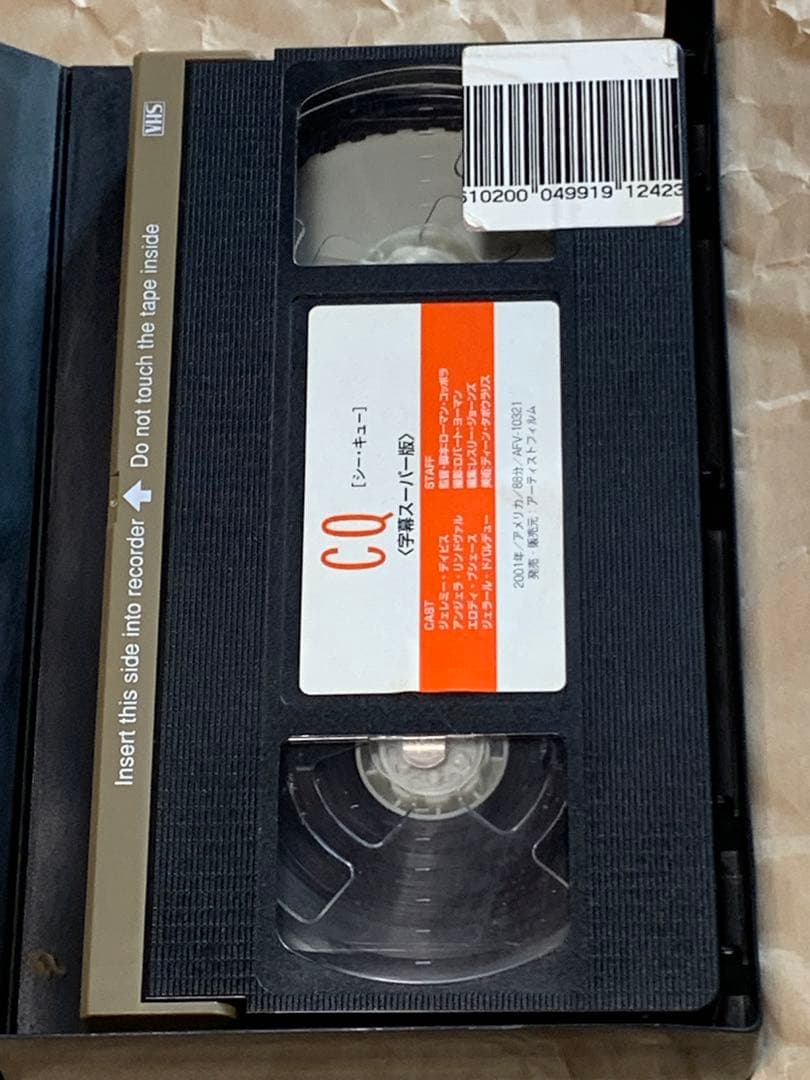 VHS
Insert this side into recorder ⬆ Do not touch the tape inside
610200 049919 12423
CQ
[シー・キュー]
〈字幕スーパー版〉
CAST
ジェレミー・デイビス
アンジェラ・リンドヴァル
エロディ・ブシェーズ
ジェラール・ドパルデュー
STAFF
監督・脚本:ローマン・コッポラ
撮影:ロバート・ヨーマン
編集:レスリー・ジョーンズ
美術:ディーン・タボウラリス
2001年/アメリカ/88分/AFV-10321
発売・販売元:アーティストフィルム